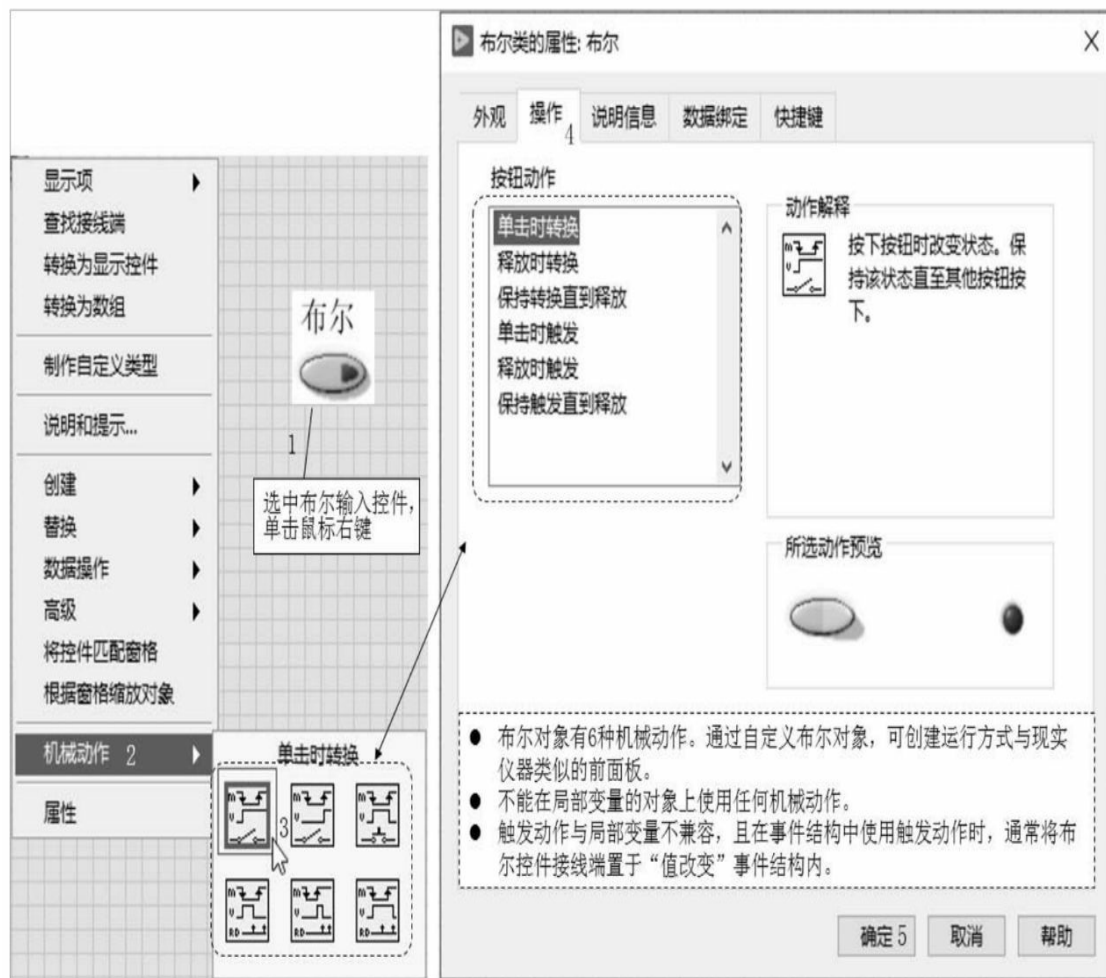 显示项
查找接线端
转换为显示控件
转换为数组
制作自定义类型
说明和提示...
创建
替换
数据操作
高级
将控件匹配窗格
根据窗格缩放对象
机械动作 2
属性
布尔
1
选中布尔输入控件，
单击鼠标右键
单击时转换
3
布尔类的属性: 布尔
外观 操作 4 说明信息 数据绑定 快捷键
按钮动作
单击时转换
释放时转换
保持转换直到释放
单击时触发
释放时触发
保持触发直到释放
动作解释
按下按钮时改变状态。保
持该状态直至其他按钮按
下。
所选动作预览
● 布尔对象有6种机械动作。通过自定义布尔对象，可创建运行方式与现实
仪器类似的前面板。
● 不能在局部变量的对象上使用任何机械动作。
● 触发动作与局部变量不兼容，且在事件结构中使用触发动作时，通常将布
尔控件接线端置于“值改变”事件结构内。
确定 5 取消 帮助